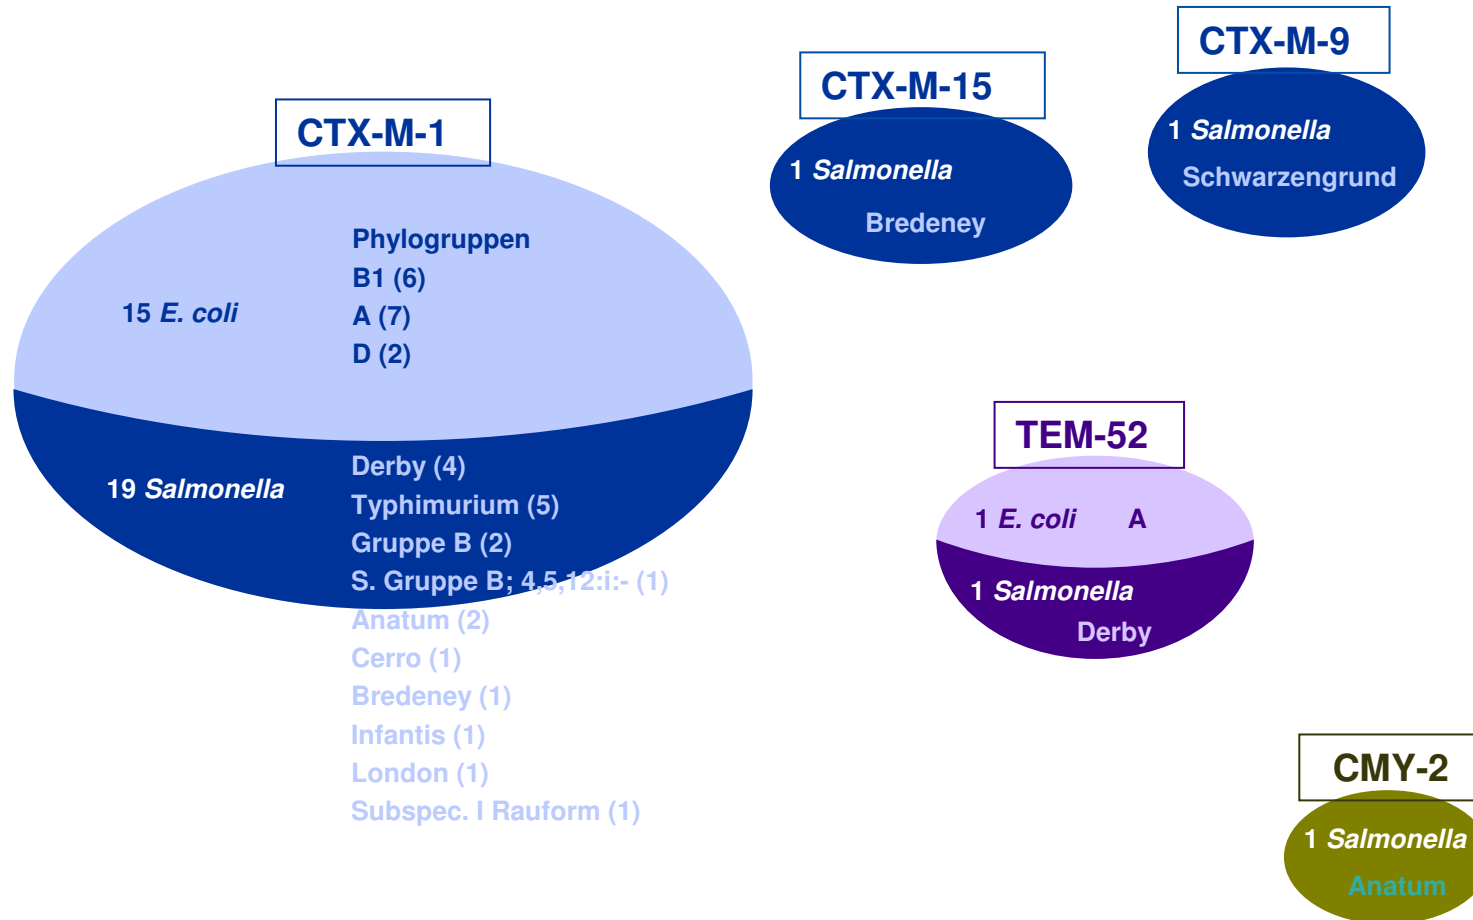 CTX-M-1
Phylogruppen
B1 (6)
15 E. coli
A (7)
D (2)
19 Salmonella
Derby (4)
Typhimurium (5)
Gruppe B (2)
S. Gruppe B; 4,5,12:i:- (1)
Anatum (2)
Cerro (1)
Bredeney (1)
Infantis (1)
London (1)
Subspec. I Rauform (1)
CTX-M-15
1 Salmonella
Bredeney
CTX-M-9
1 Salmonella
Schwarzengrund
TEM-52
1 E. coli A
1 Salmonella
Derby
CMY-2
1 Salmonella
Anatum